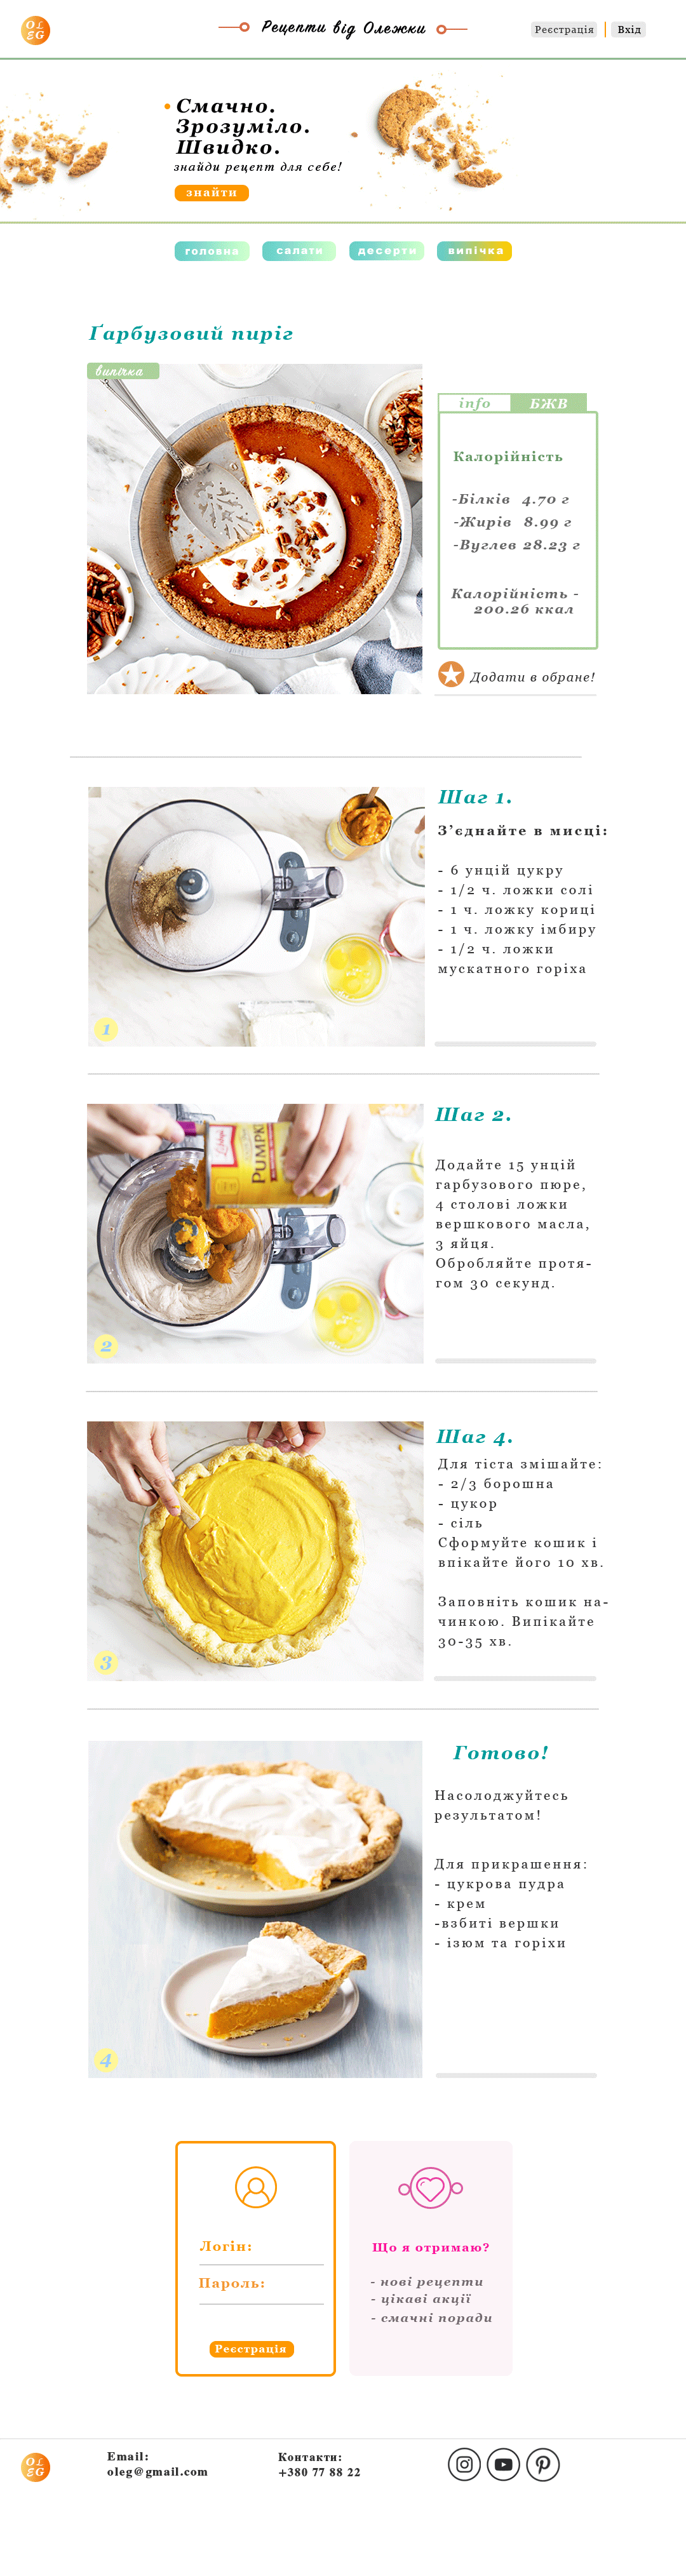 OL
EG
Рецепти від Олежки
Реєстрація
Вхід
Смачно.
Зрозуміло.
Швидко.
знайди рецепт для себе!
знайти
головна
салати
десерти
випічка
Ґарбузовий пиріг
випічка
info
БЖВ
Калорійність
-Білків 4.70 г
-Жирів 8.99 г
-Вуглев 28.23 г
Калорійність -
200.26 ккал
Додати в обране!
Шаг 1.
З’єднайте в мисці:
- 6 унцій цукру
- 1/2 ч. ложки солі
- 1 ч. ложку кориці
- 1 ч. ложку імбиру
- 1/2 ч. ложки
мускатного горіха
1
Шаг 2.
PUMPKI
Додайте 15 унцій
гарбузового пюре,
4 столові ложки
вершкового масла,
3 яйця.
Обробляйте протя-
гом 30 секунд.
2
Шаг 4.
Для тіста змішайте:
- 2/3 борошна
- цукор
- сіль
Сформуйте кошик і
впікайте його 10 хв.
Заповніть кошик на-
чинкою. Випікайте
30-35 хв.
3
Готово!
Насолоджуйтесь
результатом!
Для прикрашення:
- цукрова пудра
- крем
-взбиті вершки
- ізюм та горіхи
4
Логін:
Пароль:
Реєстрація
Що я отримаю?
- нові рецепти
- цікаві акції
- смачні поради
OL
EG
Email:
oleg@gmail.com
Контакти:
+380 77 88 22